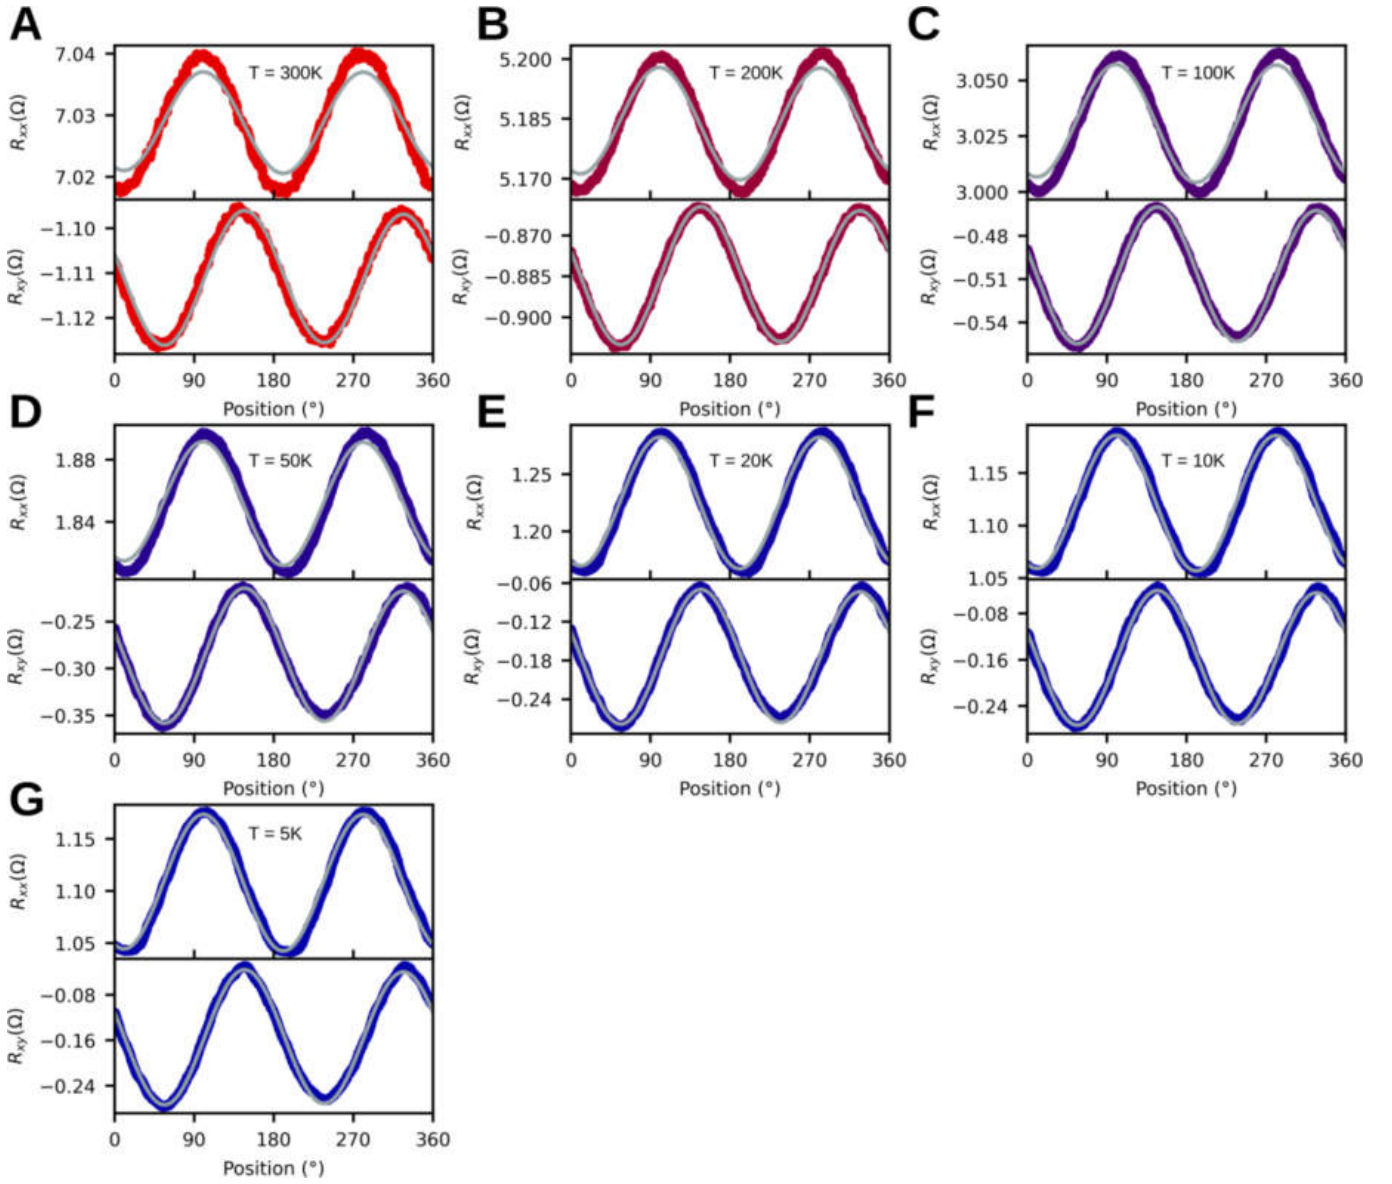 A
7.04
7.03
7.02
Rxx(Ω)
T = 300K
−1.10
−1.11
−1.12
Rxy(Ω)
0 90 180 270 360
Position (°)
B
5.200
5.185
5.170
Rxx(Ω)
T = 200K
−0.870
−0.885
−0.900
Rxy(Ω)
0 90 180 270 360
Position (°)
C
3.050
3.025
3.000
Rxx(Ω)
T = 100K
−0.48
−0.51
−0.54
Rxy(Ω)
0 90 180 270 360
Position (°)
D
1.88
1.84
Rxx(Ω)
T = 50K
−0.25
−0.30
−0.35
Rxy(Ω)
0 90 180 270 360
Position (°)
E
1.25
1.20
Rxx(Ω)
T = 20K
−0.06
−0.12
−0.18
−0.24
Rxy(Ω)
0 90 180 270 360
Position (°)
F
1.15
1.10
1.05
Rxx(Ω)
T = 10K
−0.08
−0.16
−0.24
Rxy(Ω)
0 90 180 270 360
Position (°)
G
1.15
1.10
1.05
Rxx(Ω)
T = 5K
−0.08
−0.16
−0.24
Rxy(Ω)
0 90 180 270 360
Position (°)